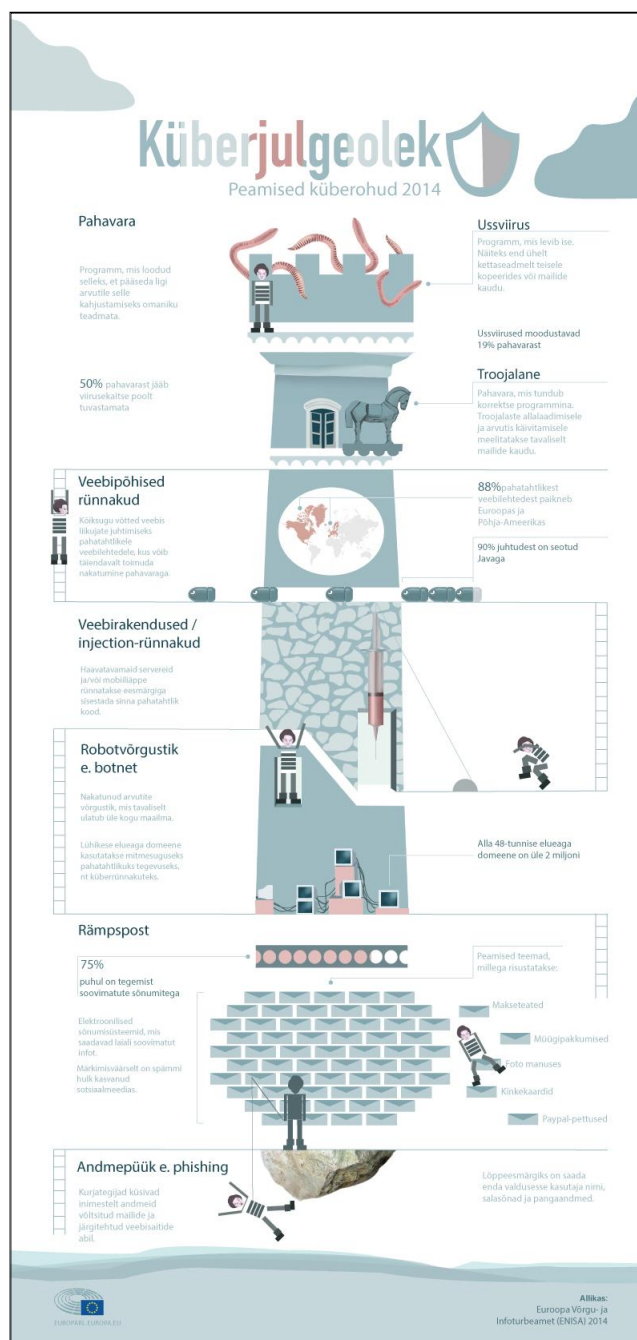 Küberjulgeolek
Peamised küberohud 2014
Pahavara
Programm, mis loodud
selleks, et pääseda ligi
arvutile selle
kahjustamiseks omaniku
teadmata.
50% pahavarast jääb
viirusekaitse poolt
tuvastamata
Ussviirus
Programm, mis levib ise.
Näiteks end ühelt
kettaseadmelt teisele
kopeerides või mailide
kaudu.
Ussviirused moodustavad
19% pahavarast
Troojalane
Pahavara, mis tundub
korrektse programmina.
Troojalaste allalaadimisele
ja arvutis käivitamisele
meelitatakse tavaliselt
mailide kaudu.
Veebipõhised
rünnakud
Kõiksugu võtted veebis
liikujate juhtimiseks
pahatahtlikele
veebilehtedele, kus võib
täiendavalt toimuda
nakatumine pahavaraga.
88%pahatahtlikest
veebilehtedest paikneb
Euroopas ja
Põhja-Ameerikas
90% juhtudest on seotud
Javaga
Veebirakendused /
injection-rünnakud
Haavatavamaid servereid
ja/või mobiiliäppe
rünnatakse eesmärgiga
sisestada sinna pahatahtlik
kood.
Robotvõrgustik
e. botnet
Nakatunud arvutite
võrgustik, mis tavaliselt
ulatub üle kogu maailma.
Lühikese elueaga domeene
kasutatakse mitmesuguseks
pahatahtlikuks tegevuseks,
nt küberrünnakuteks.
Alla 48-tunnise elueaga
domeene on üle 2 miljoni
Rämpspost
75%
puhul on tegemist
soovimatute sõnumitega
Elektroonilised
sõnumisüsteemid, mis
saadavad laiali soovimatut
infot.
Märkimisväärselt on spämmi
hulk kasvanud
sotsiaalmeedias.
Peamised teemad,
millega risustatakse:
Makseteated
Müügipakkumised
Foto manuses
Kinkekaardid
Paypal-pettused
Andmepüük e. phishing
Kurjategijad küsivad
inimestelt andmeid
võltsitud mailide ja
järgitehtud veebisaitide
abil.
Lõppeesmärgiks on saada
enda valdusesse kasutaja nimi,
salasõnad ja pangaandmed.
EUROPARL.EUROPA.EU
Allikas:
Euroopa Võrgu- ja
Infoturbeamet (ENISA) 2014